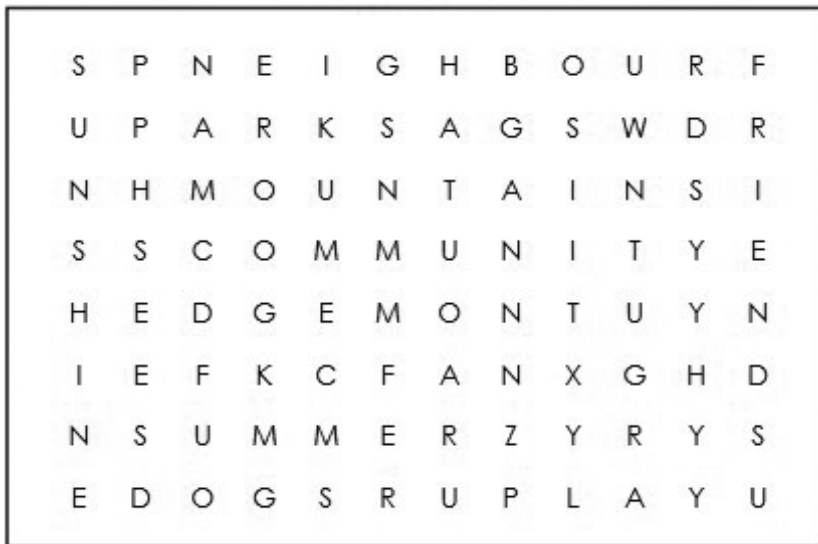 S P N E I G H B O U R F
U P A R K S A G S W D R
N H M O U N T A I N S I
S S C O M M U N I T Y E
H E D G E M O N T U Y N
I E F K C F A N X G H D
N S U M M E R Z Y R Y S
E D O G S R U P L A Y U